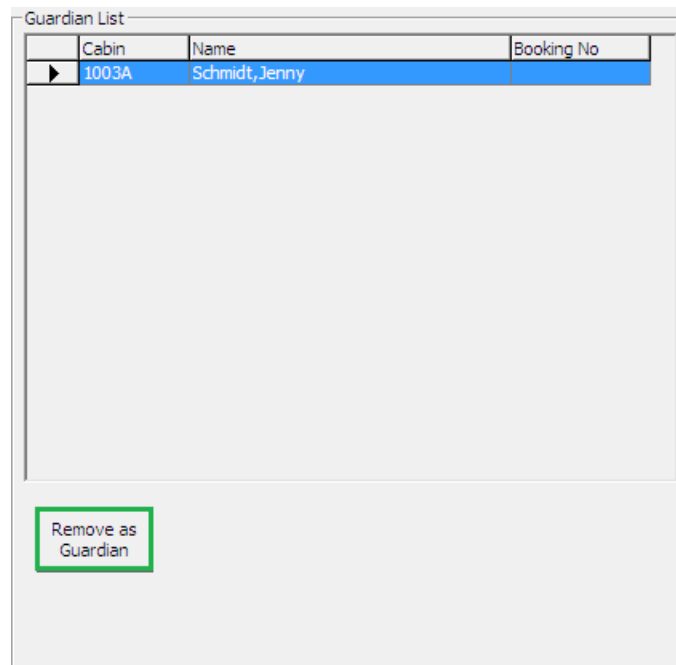 Guardian List
Cabin Name Booking No
1003A Schmidt,Jenny
Remove as
Guardian